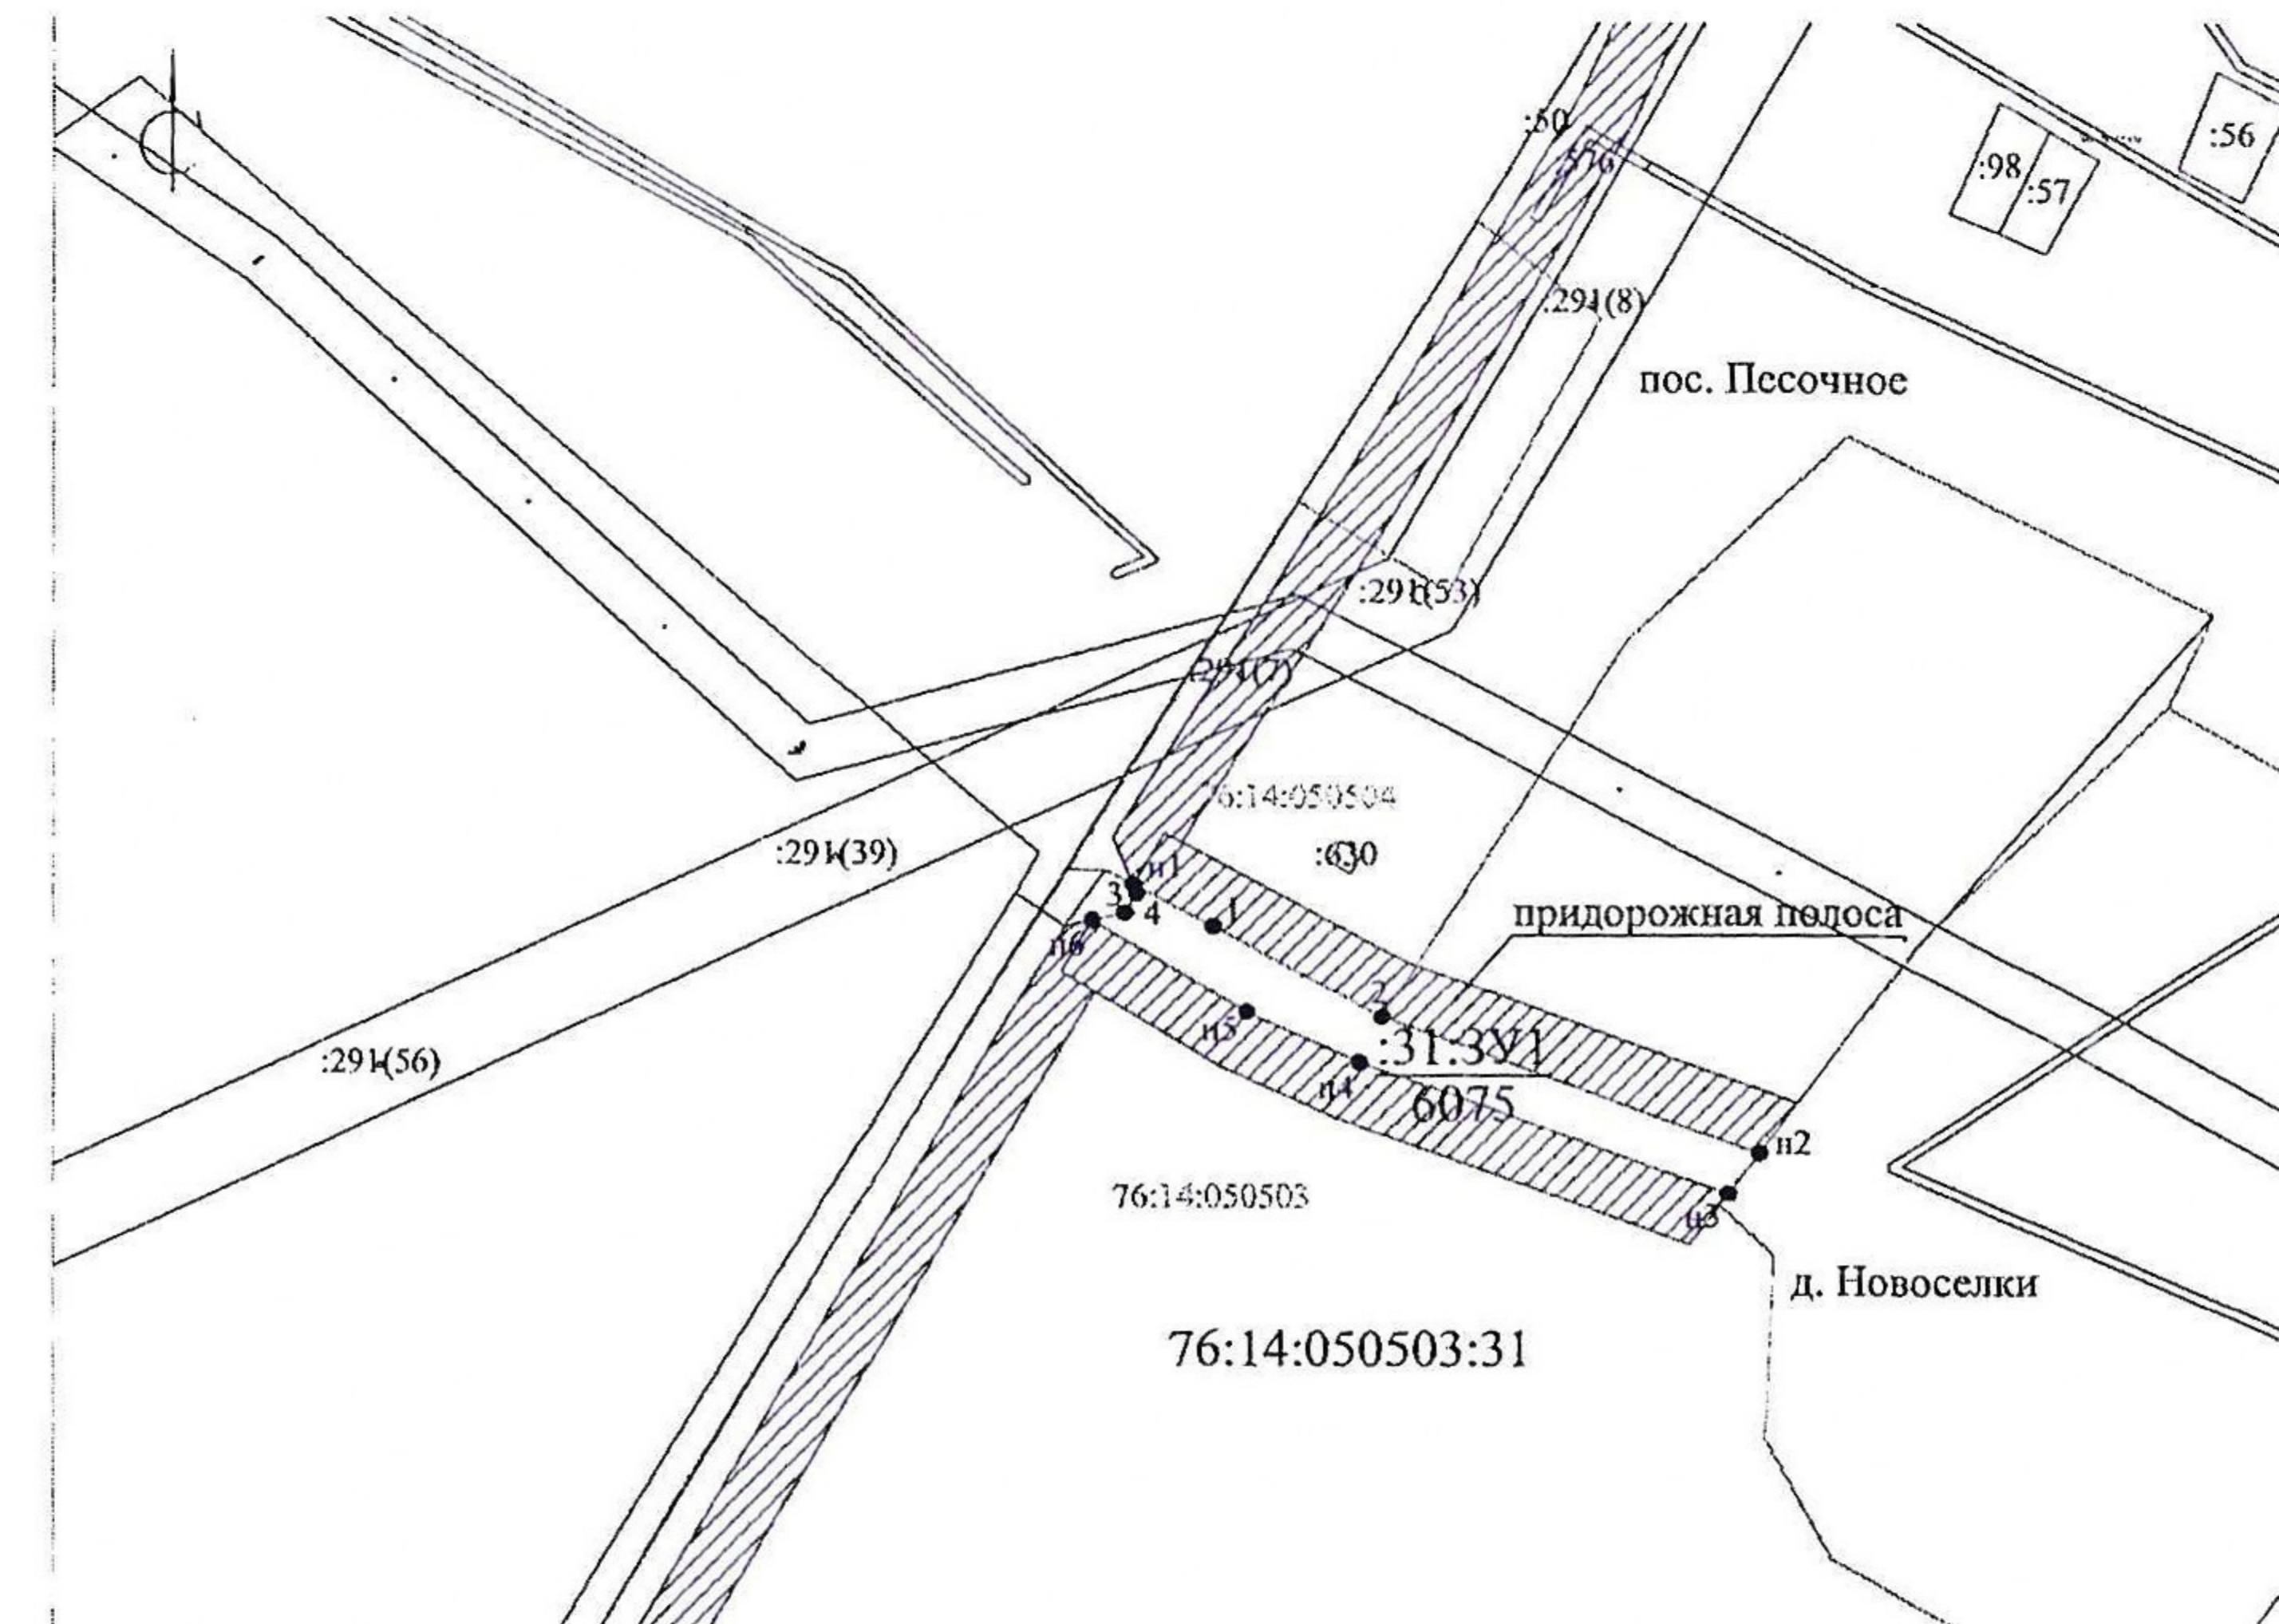 :50
:576
:98
:57
:56
:291(8)
пос. Пссочное
:291(53)
:291(7)
76:14:050504
:291(39)
:630
н1
3
4
1
придорожная полоса
н6
2
н5
:31:ЗУ1
:291(56)
н4
6075
н2
76:14:050503
н3
д. Новоселки
76:14:050503:31